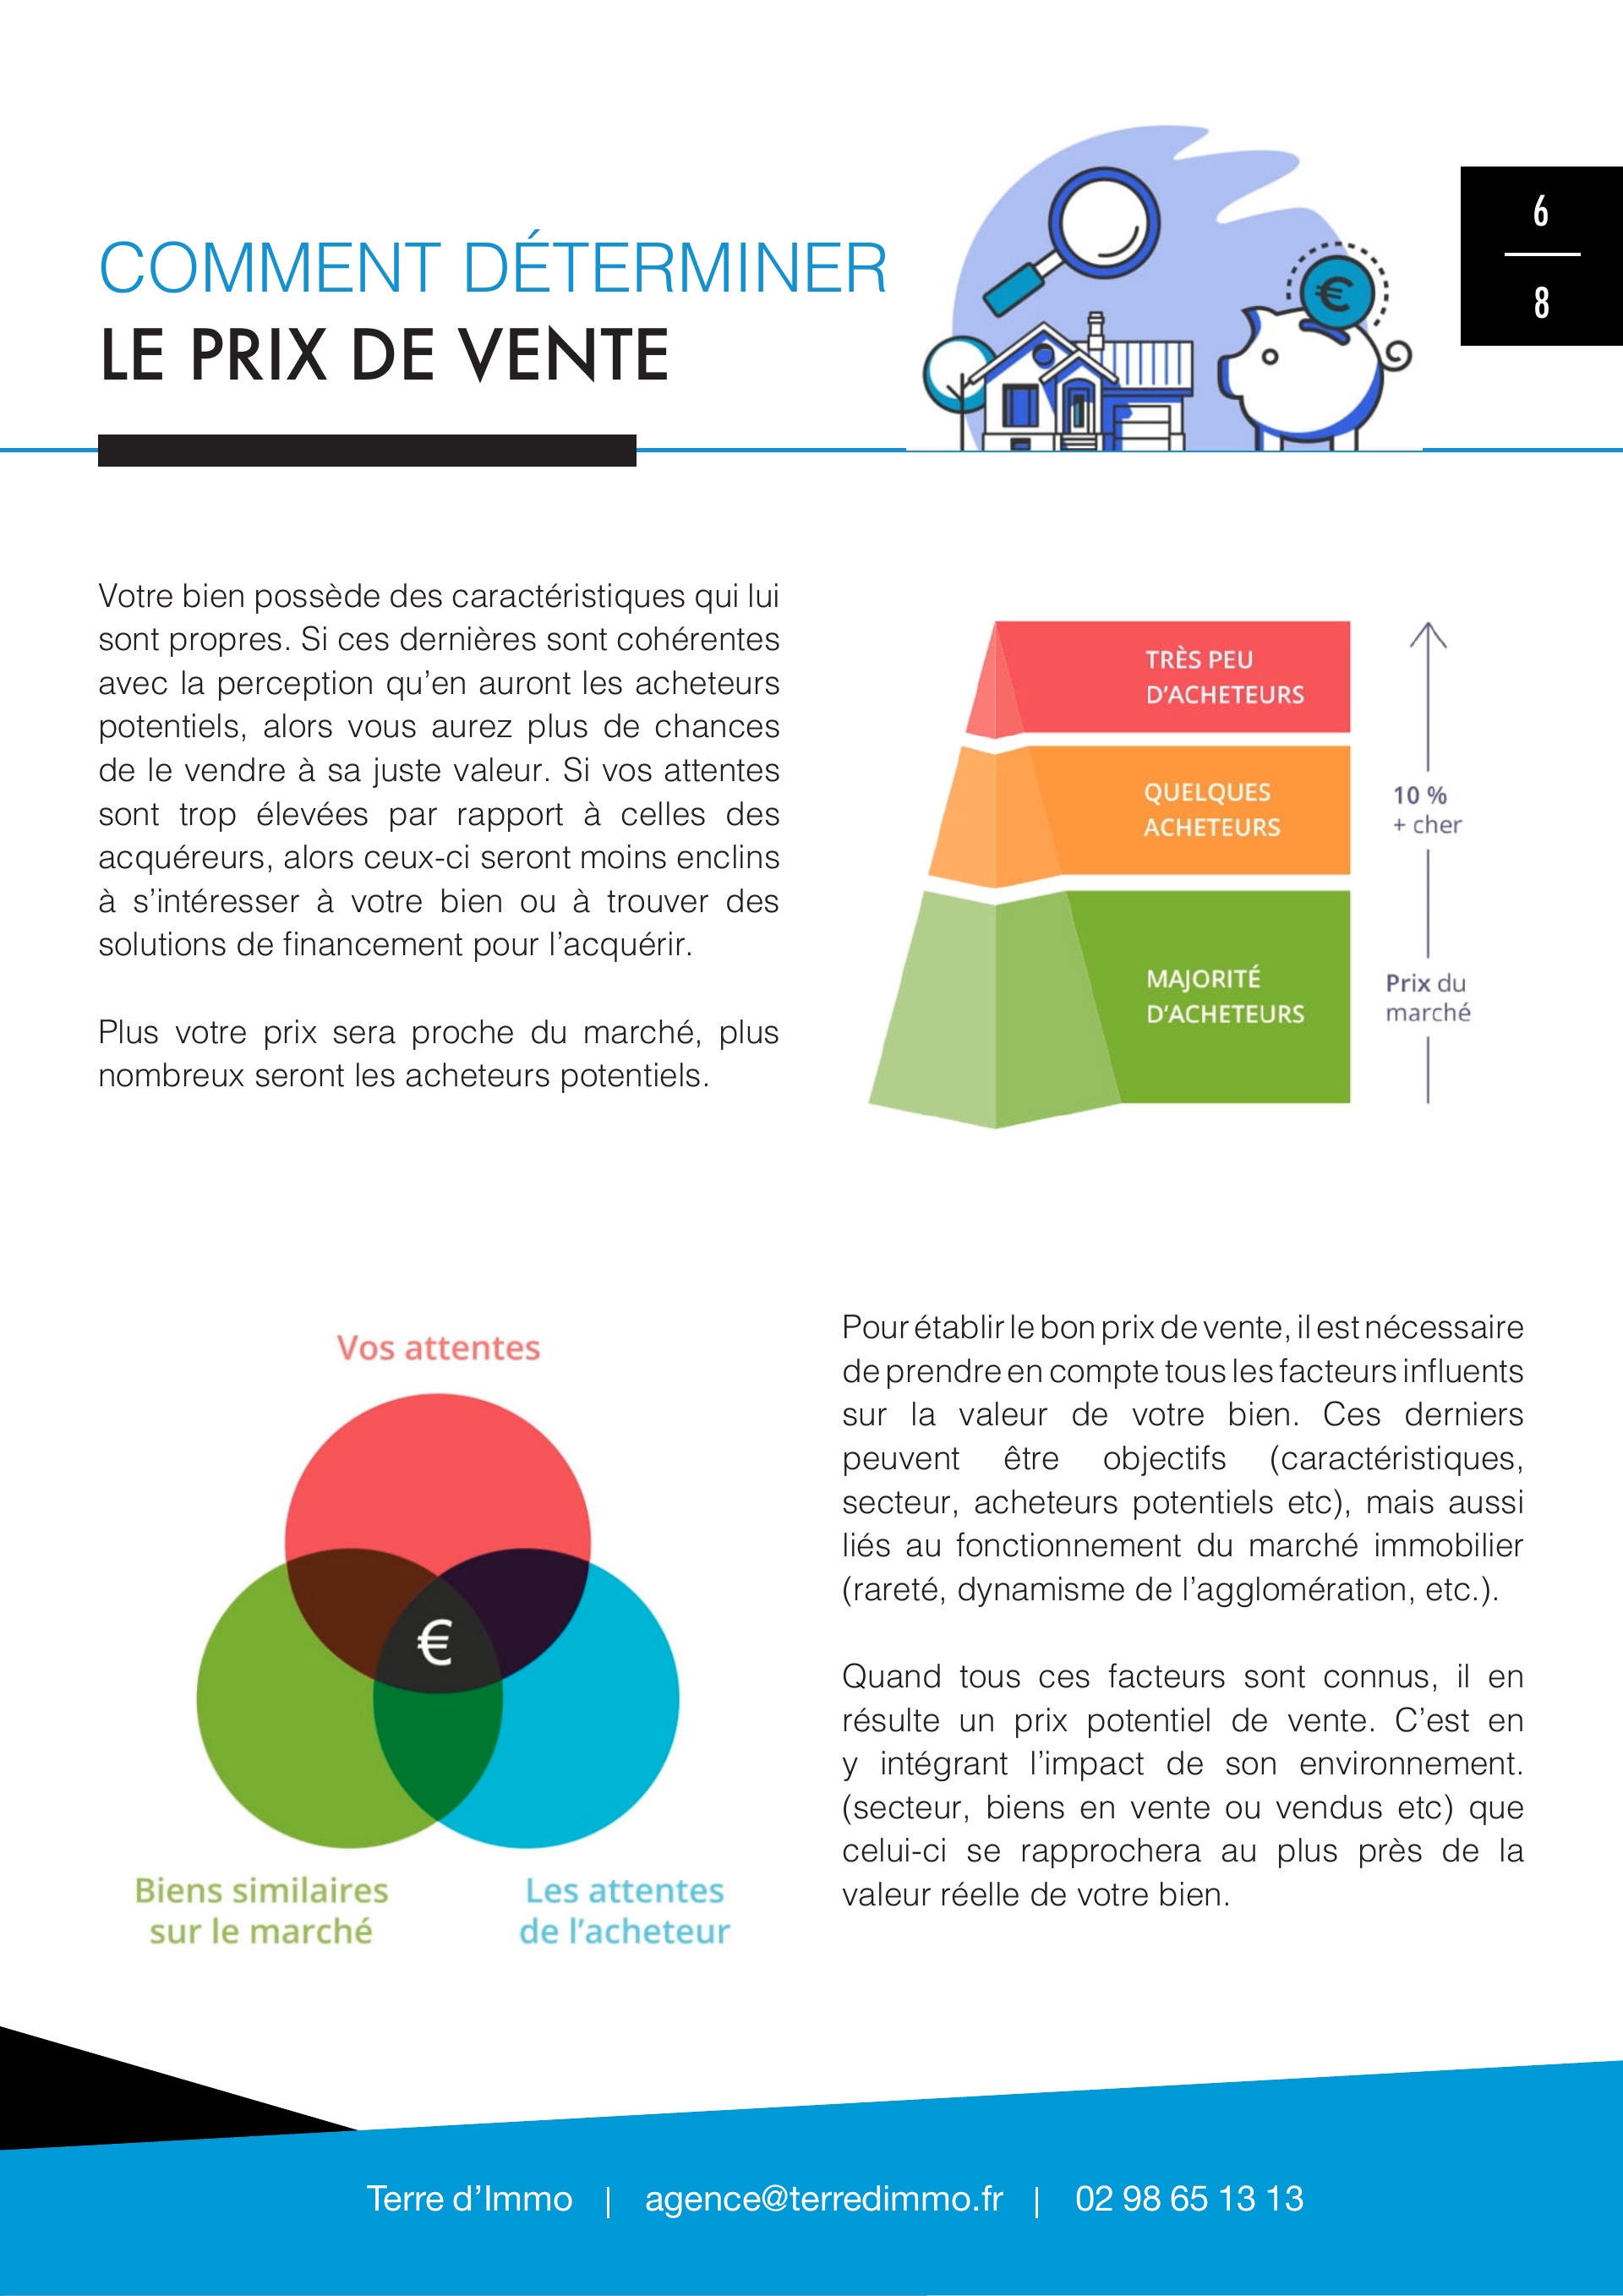 COMMENT DÉTERMINER
LE PRIX DE VENTE
€
6
8
Votre bien possède des caractéristiques qui lui
sont propres. Si ces dernières sont cohérentes
avec la perception qu’en auront les acheteurs
potentiels, alors vous aurez plus de chances
de le vendre à sa juste valeur. Si vos attentes
sont trop élevées par rapport à celles des
acquéreurs, alors ceux-ci seront moins enclins
à s’intéresser à votre bien ou à trouver des
solutions de financement pour l’acquérir.
Plus votre prix sera proche du marché, plus
nombreux seront les acheteurs potentiels.
TRÈS PEU
D’ACHETEURS
QUELQUES
ACHETEURS
MAJORITÉ
D’ACHETEURS
10 %
+ cher
Prix du
marché
Vos attentes
€
Biens similaires
sur le marché
Les attentes
de l’acheteur
Pour établir le bon prix de vente, il est nécessaire
de prendre en compte tous les facteurs influents
sur la valeur de votre bien. Ces derniers
peuvent être objectifs (caractéristiques,
secteur, acheteurs potentiels etc), mais aussi
liés au fonctionnement du marché immobilier
(rareté, dynamisme de l’agglomération, etc.).
Quand tous ces facteurs sont connus, il en
résulte un prix potentiel de vente. C’est en
y intégrant l’impact de son environnement.
(secteur, biens en vente ou vendus etc) que
celui-ci se rapprochera au plus près de la
valeur réelle de votre bien.
Terre d’Immo | agence@terredimmo.fr | 02 98 65 13 13